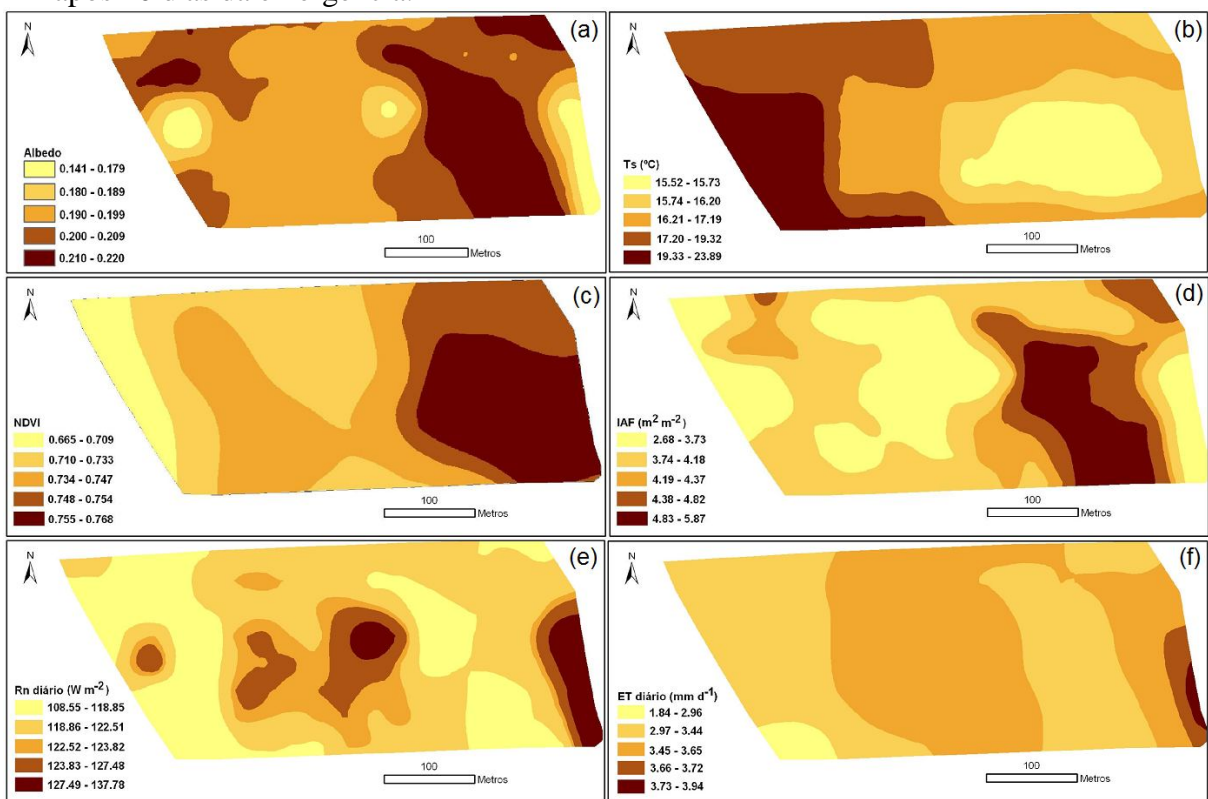 N
(a)
Albedo
0.141 - 0.179
0.180 - 0.189
0.190 - 0.199
0.200 - 0.209
0.210 - 0.220
100
Metros
N
(b)
Ts (ºC)
15.52 - 15.73
15.74 - 16.20
16.21 - 17.19
17.20 - 19.32
19.33 - 23.89
100
Metros
N
(c)
NDVI
0.665 - 0.709
0.710 - 0.733
0.734 - 0.747
0.748 - 0.754
0.755 - 0.768
100
Metros
N
(d)
IAF (m² m⁻²)
2.68 - 3.73
3.74 - 4.18
4.19 - 4.37
4.38 - 4.82
4.83 - 5.87
100
Metros
N
(e)
Rn diário (W m⁻²)
108.55 - 118.85
118.86 - 122.51
122.52 - 123.82
123.83 - 127.48
127.49 - 137.78
100
Metros
N
(f)
ET diário (mm d⁻¹)
1.84 - 2.96
2.97 - 3.44
3.45 - 3.65
3.66 - 3.72
3.73 - 3.94
100
Metros